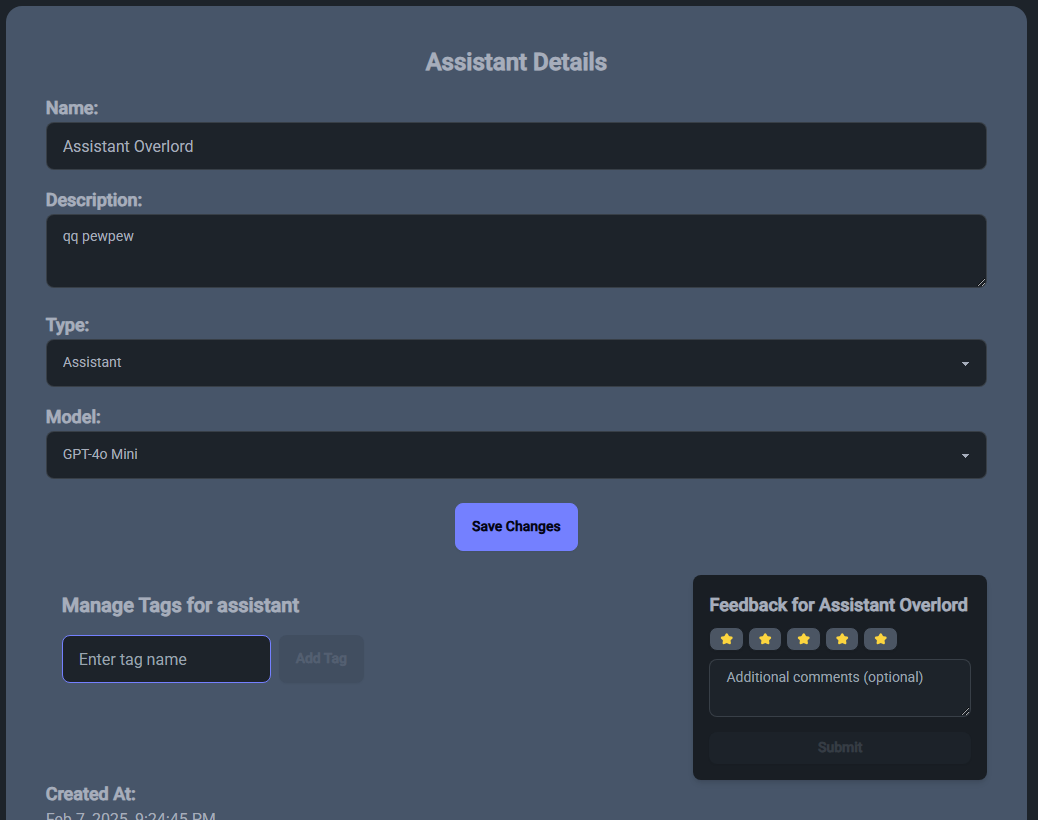 Assistant Details
Name:
Assistant Overlord
Description:
qq pewpew
Type:
Assistant
Model:
GPT-4o Mini
Save Changes
Manage Tags for assistant
Enter tag name
Add Tag
Feedback for Assistant Overlord
Additional comments (optional)
Submit
Created At:
Feb 7, 2025, 9:24:45 PM